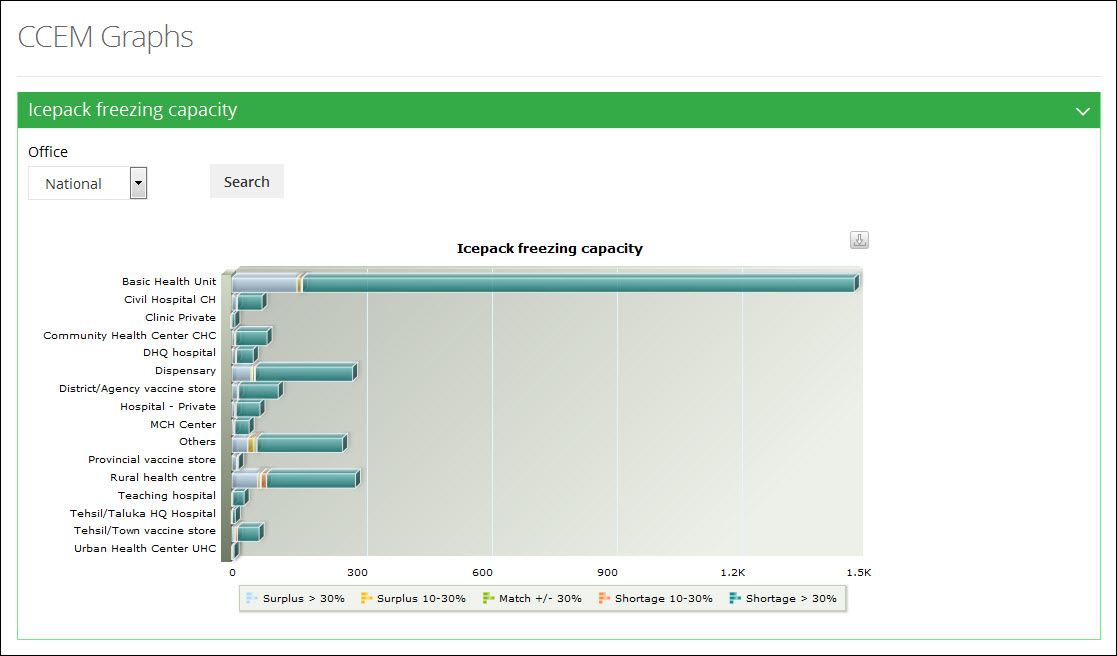 CCEM Graphs
Icepack freezing capacity
Office
National
Search
Icepack freezing capacity
Basic Health Unit
Civil Hospital CH
Clinic Private
Community Health Center CHC
DHQ hospital
Dispensary
District/Agency vaccine store
Hospital - Private
MCH Center
Others
Provincial vaccine store
Rural health centre
Teaching hospital
Tehsil/Taluka HQ Hospital
Tehsil/Town vaccine store
Urban Health Center UHC
0 300 600 900 1.2K 1.5K
Surplus > 30% Surplus 10-30% Match +/- 30% Shortage 10-30% Shortage > 30%